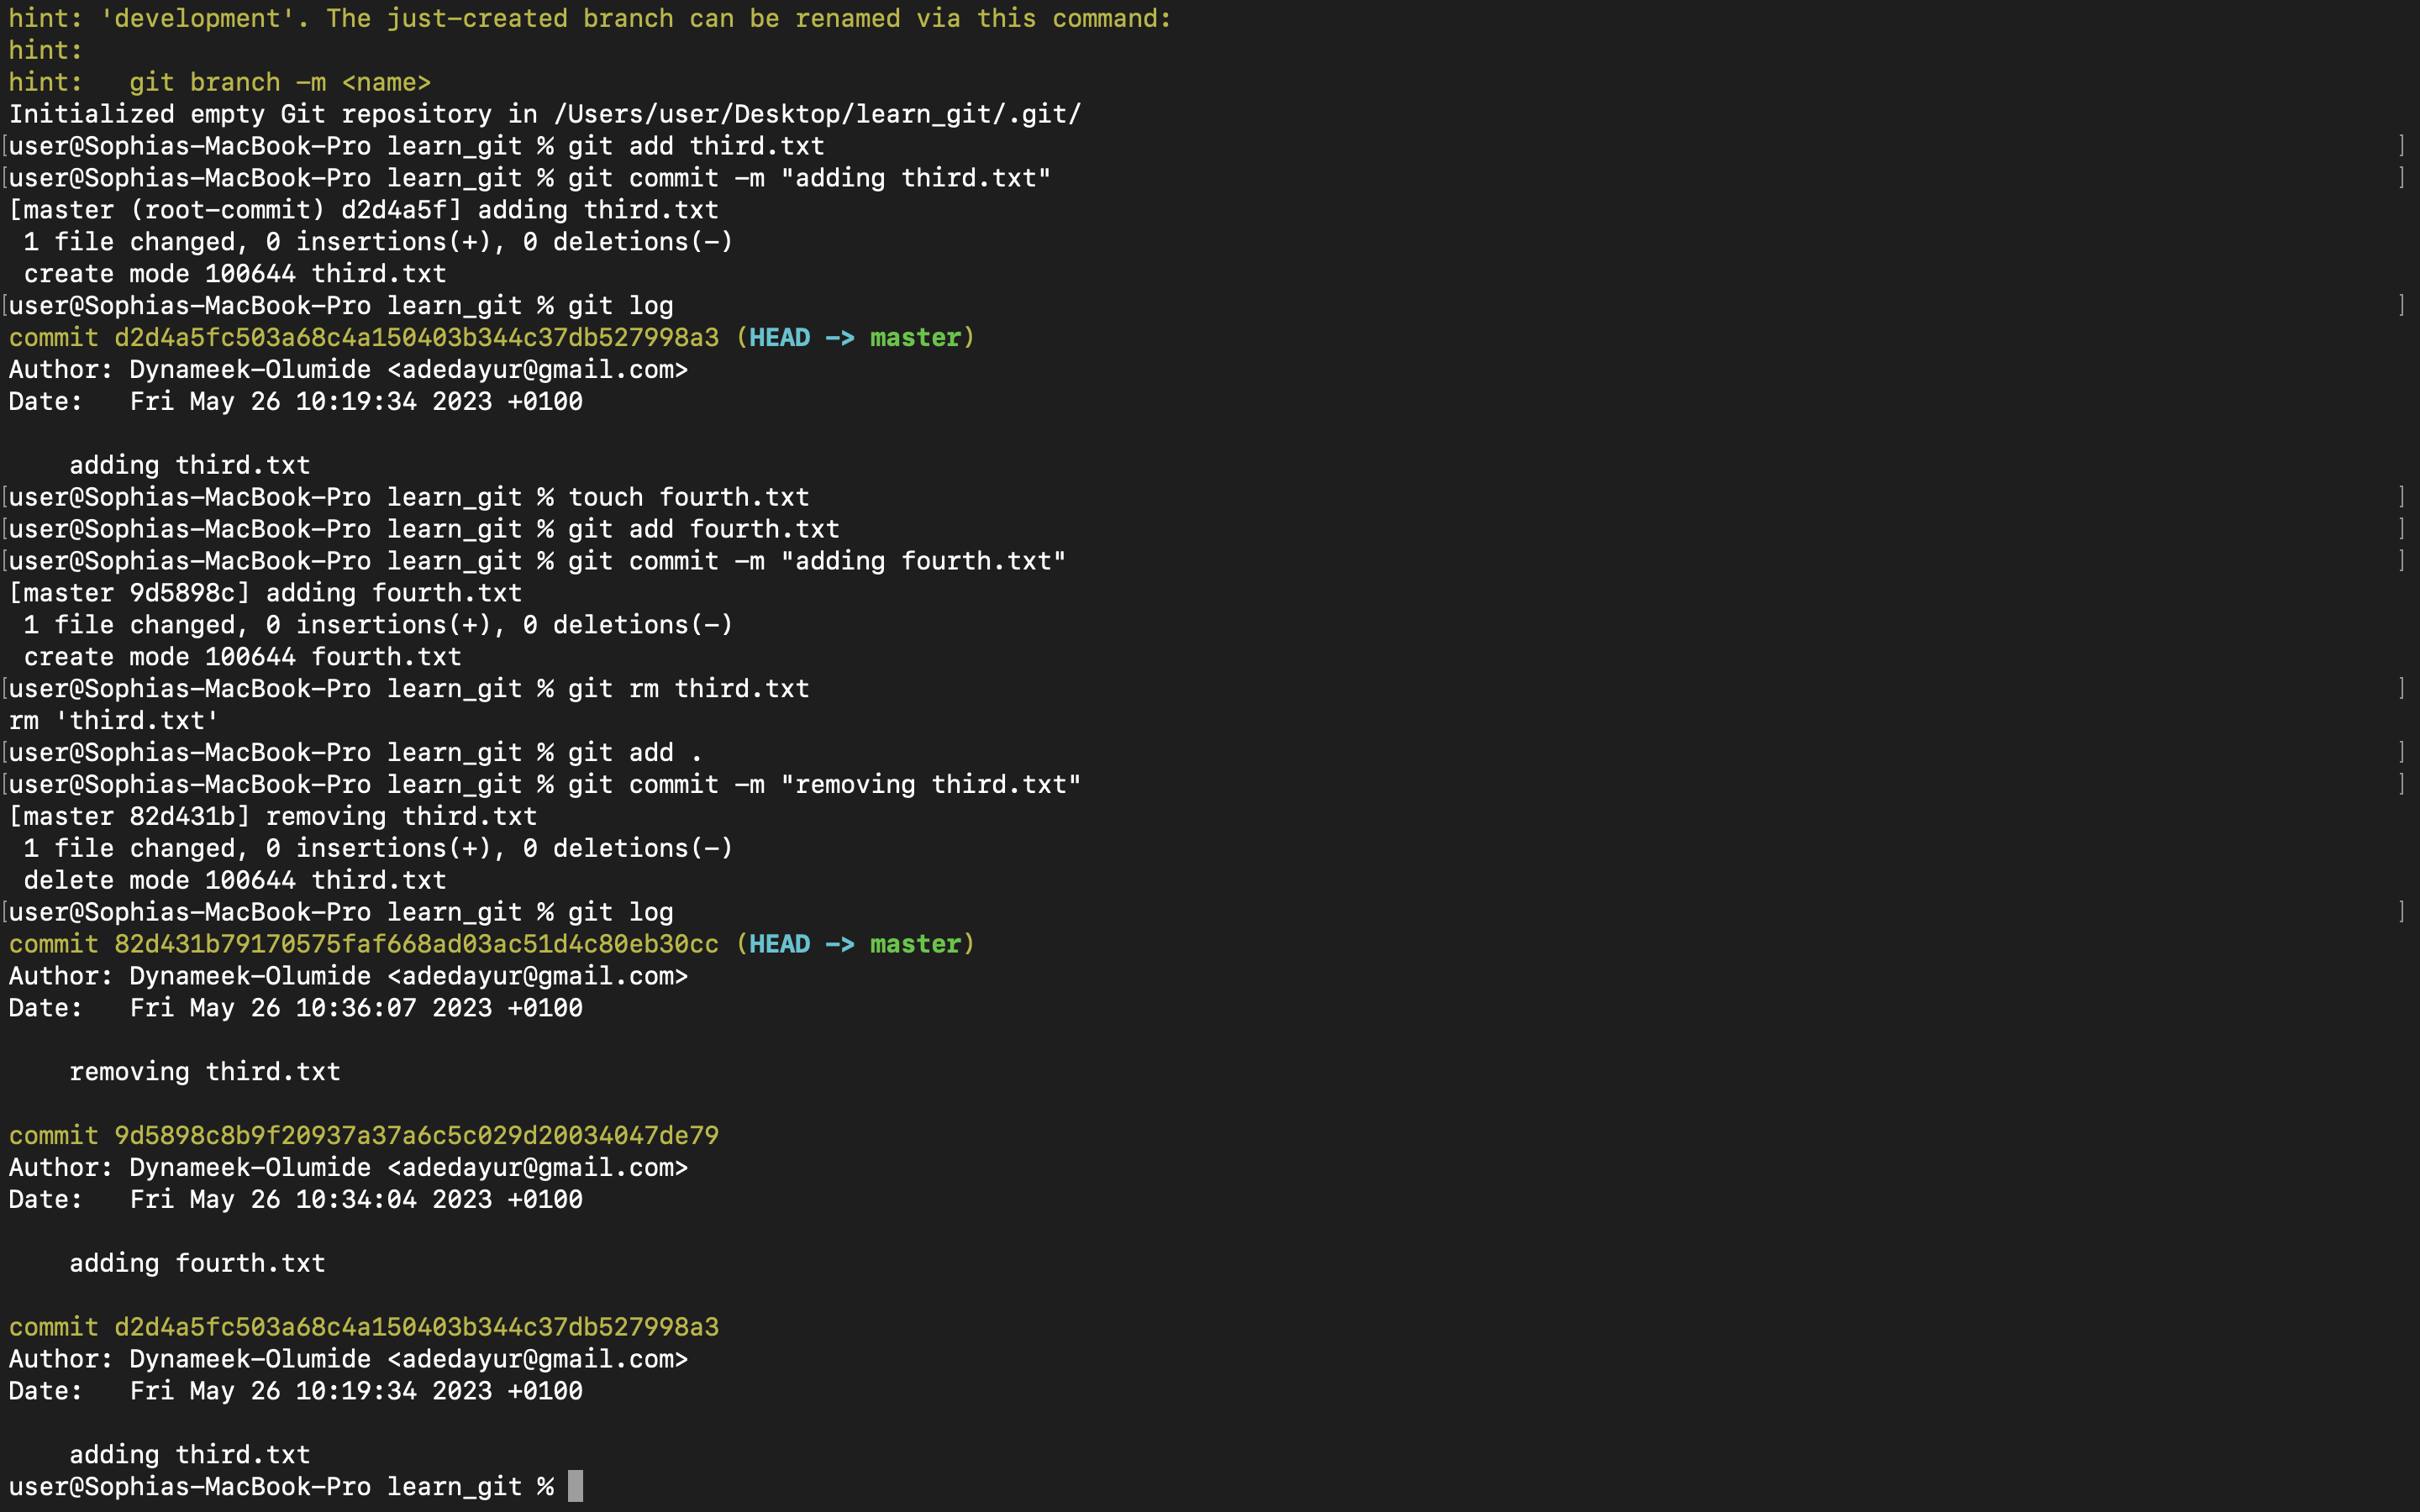 hint: 'development'. The just-created branch can be renamed via this command:
hint:
hint:   git branch -m <name>
Initialized empty Git repository in /Users/user/Desktop/learn_git/.git/
[user@Sophias-MacBook-Pro learn_git % git add third.txt ]
[user@Sophias-MacBook-Pro learn_git % git commit -m "adding third.txt" ]
[master (root-commit) d2d4a5f] adding third.txt
 1 file changed, 0 insertions(+), 0 deletions(-)
 create mode 100644 third.txt
[user@Sophias-MacBook-Pro learn_git % git log ]
commit d2d4a5fc503a68c4a150403b344c37db527998a3 (HEAD -> master)
Author: Dynameek-Olumide <adedayur@gmail.com>
Date:   Fri May 26 10:19:34 2023 +0100

    adding third.txt
[user@Sophias-MacBook-Pro learn_git % touch fourth.txt ]
[user@Sophias-MacBook-Pro learn_git % git add fourth.txt ]
[user@Sophias-MacBook-Pro learn_git % git commit -m "adding fourth.txt" ]
[master 9d5898c] adding fourth.txt
 1 file changed, 0 insertions(+), 0 deletions(-)
 create mode 100644 fourth.txt
[user@Sophias-MacBook-Pro learn_git % git rm third.txt ]
rm 'third.txt'
[user@Sophias-MacBook-Pro learn_git % git add . ]
[user@Sophias-MacBook-Pro learn_git % git commit -m "removing third.txt" ]
[master 82d431b] removing third.txt
 1 file changed, 0 insertions(+), 0 deletions(-)
 delete mode 100644 third.txt
[user@Sophias-MacBook-Pro learn_git % git log ]
commit 82d431b79170575faf668ad03ac51d4c80eb30cc (HEAD -> master)
Author: Dynameek-Olumide <adedayur@gmail.com>
Date:   Fri May 26 10:36:07 2023 +0100

    removing third.txt

commit 9d5898c8b9f20937a37a6c5c029d20034047de79
Author: Dynameek-Olumide <adedayur@gmail.com>
Date:   Fri May 26 10:34:04 2023 +0100

    adding fourth.txt

commit d2d4a5fc503a68c4a150403b344c37db527998a3
Author: Dynameek-Olumide <adedayur@gmail.com>
Date:   Fri May 26 10:19:34 2023 +0100

    adding third.txt
user@Sophias-MacBook-Pro learn_git %